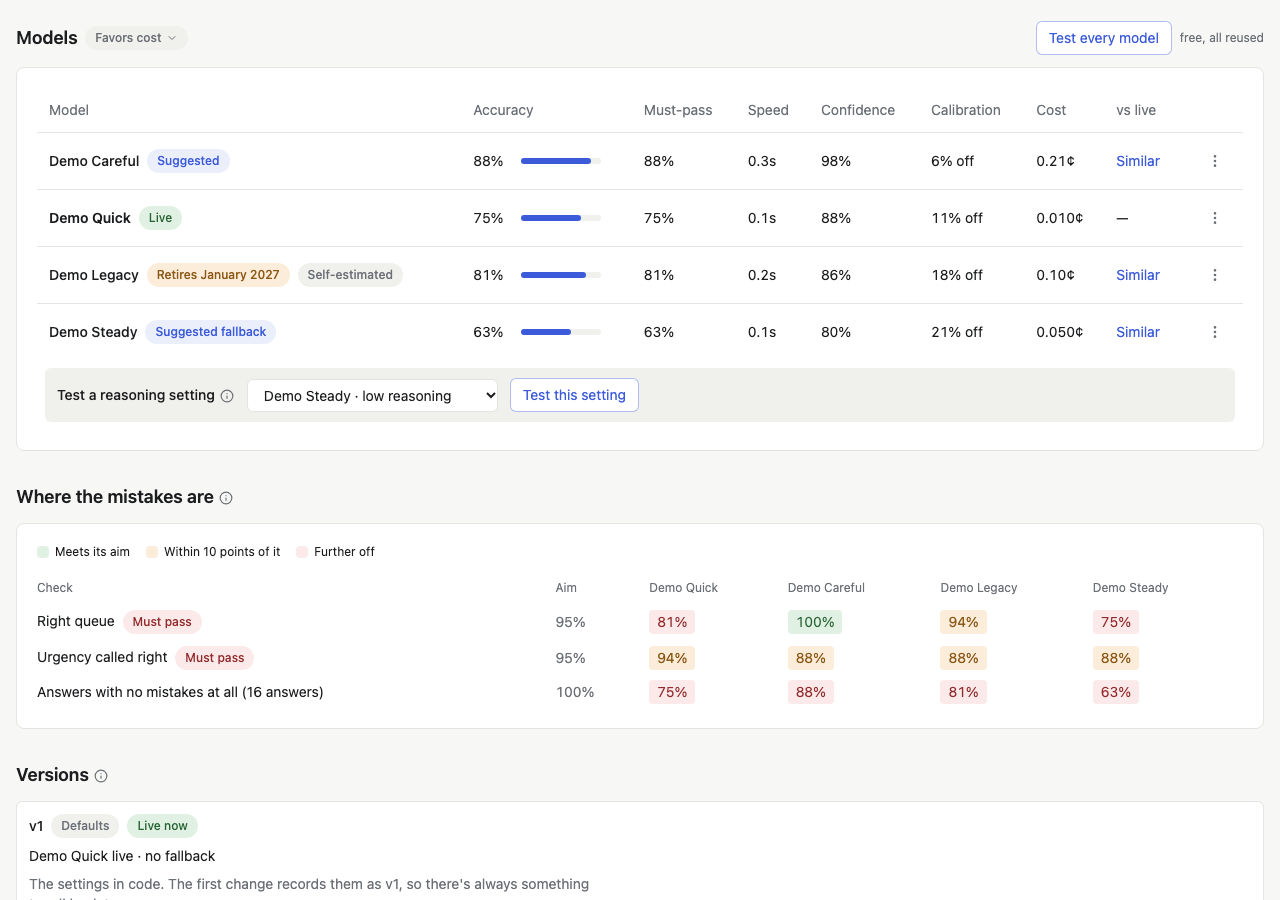 Models Favors cost Test every model free, all reused
Model Accuracy Must-pass Speed Confidence Calibration Cost vs live
Demo Careful Suggested 88% 88% 0.3s 98% 6% off 0.21¢ Similar
Demo Quick Live 75% 75% 0.1s 88% 11% off 0.010¢ —
Demo Legacy Retires January 2027 Self-estimated 81% 81% 0.2s 86% 18% off 0.10¢ Similar
Demo Steady Suggested fallback 63% 63% 0.1s 80% 21% off 0.050¢ Similar
Test a reasoning setting Demo Steady · low reasoning Test this setting
Where the mistakes are
Meets its aim Within 10 points of it Further off
Check Aim Demo Quick Demo Careful Demo Legacy Demo Steady
Right queue Must pass 95% 81% 100% 94% 75%
Urgency called right Must pass 95% 94% 88% 88% 88%
Answers with no mistakes at all (16 answers) 100% 75% 88% 81% 63%
Versions
v1 Defaults Live now
Demo Quick live · no fallback
The settings in code. The first change records them as v1, so there's always something